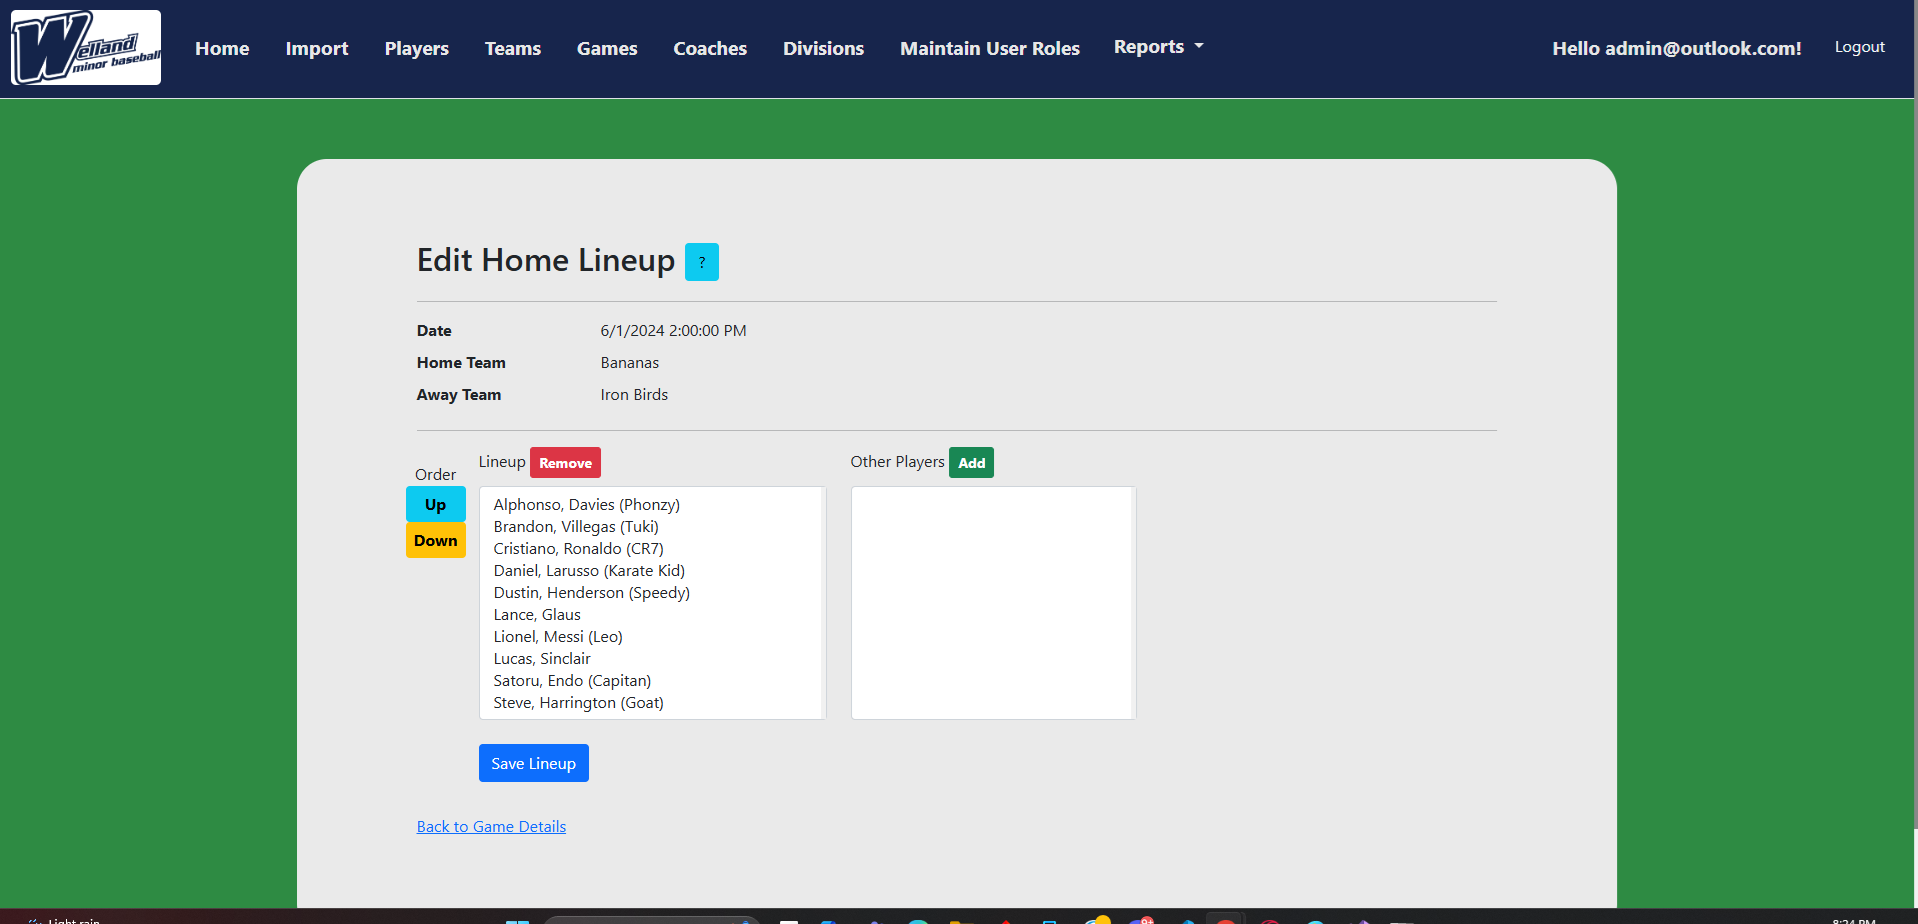 Welland
minor baseball
Home Import Players Teams Games Coaches Divisions Maintain User Roles Reports Hello admin@outlook.com! Logout
Edit Home Lineup ?
Date 6/1/2024 2:00:00 PM
Home Team Bananas
Away Team Iron Birds
Order
Up
Down
Lineup Remove
Alphonso, Davies (Phonzy)
Brandon, Villegas (Tuki)
Cristiano, Ronaldo (CR7)
Daniel, Larusso (Karate Kid)
Dustin, Henderson (Speedy)
Lance, Glaus
Lionel, Messi (Leo)
Lucas, Sinclair
Satoru, Endo (Capitan)
Steve, Harrington (Goat)
Other Players Add
Save Lineup
Back to Game Details
Light rain
9+
8:24 PM